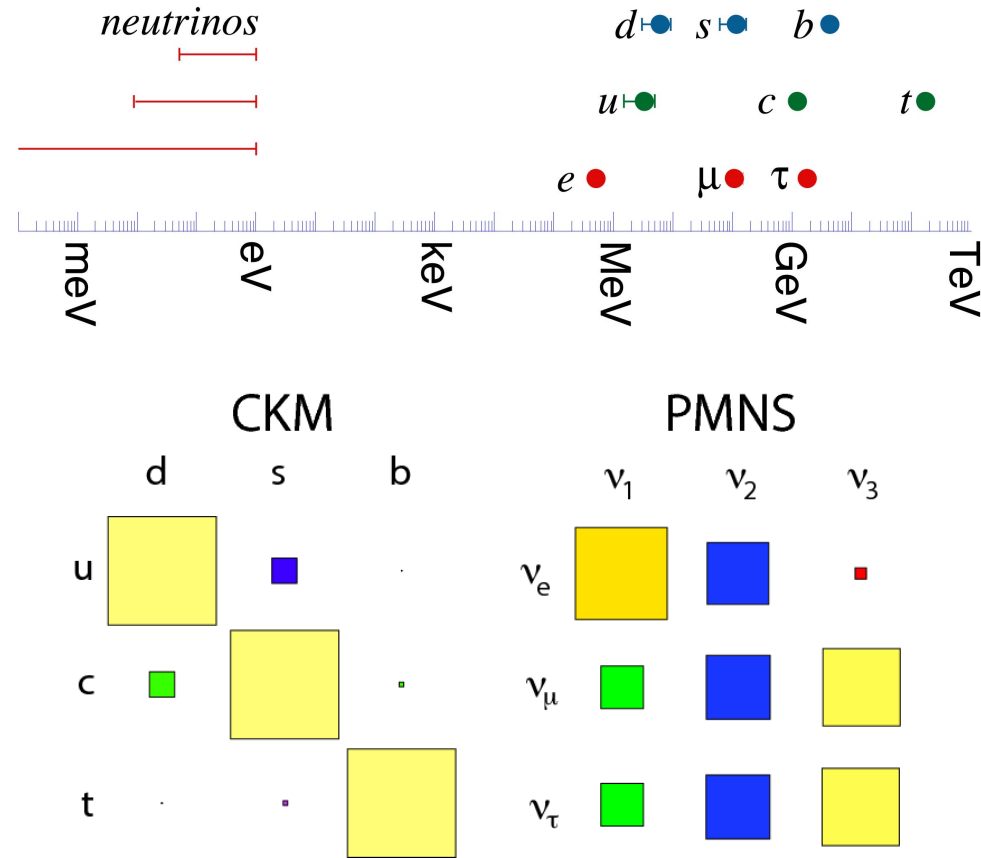 neutrinos d s b
u c t
e μ τ
meV eV keV MeV GeV TeV
CKM PMNS
d s b ν1 ν2 ν3
u νe
c νμ
t ντ